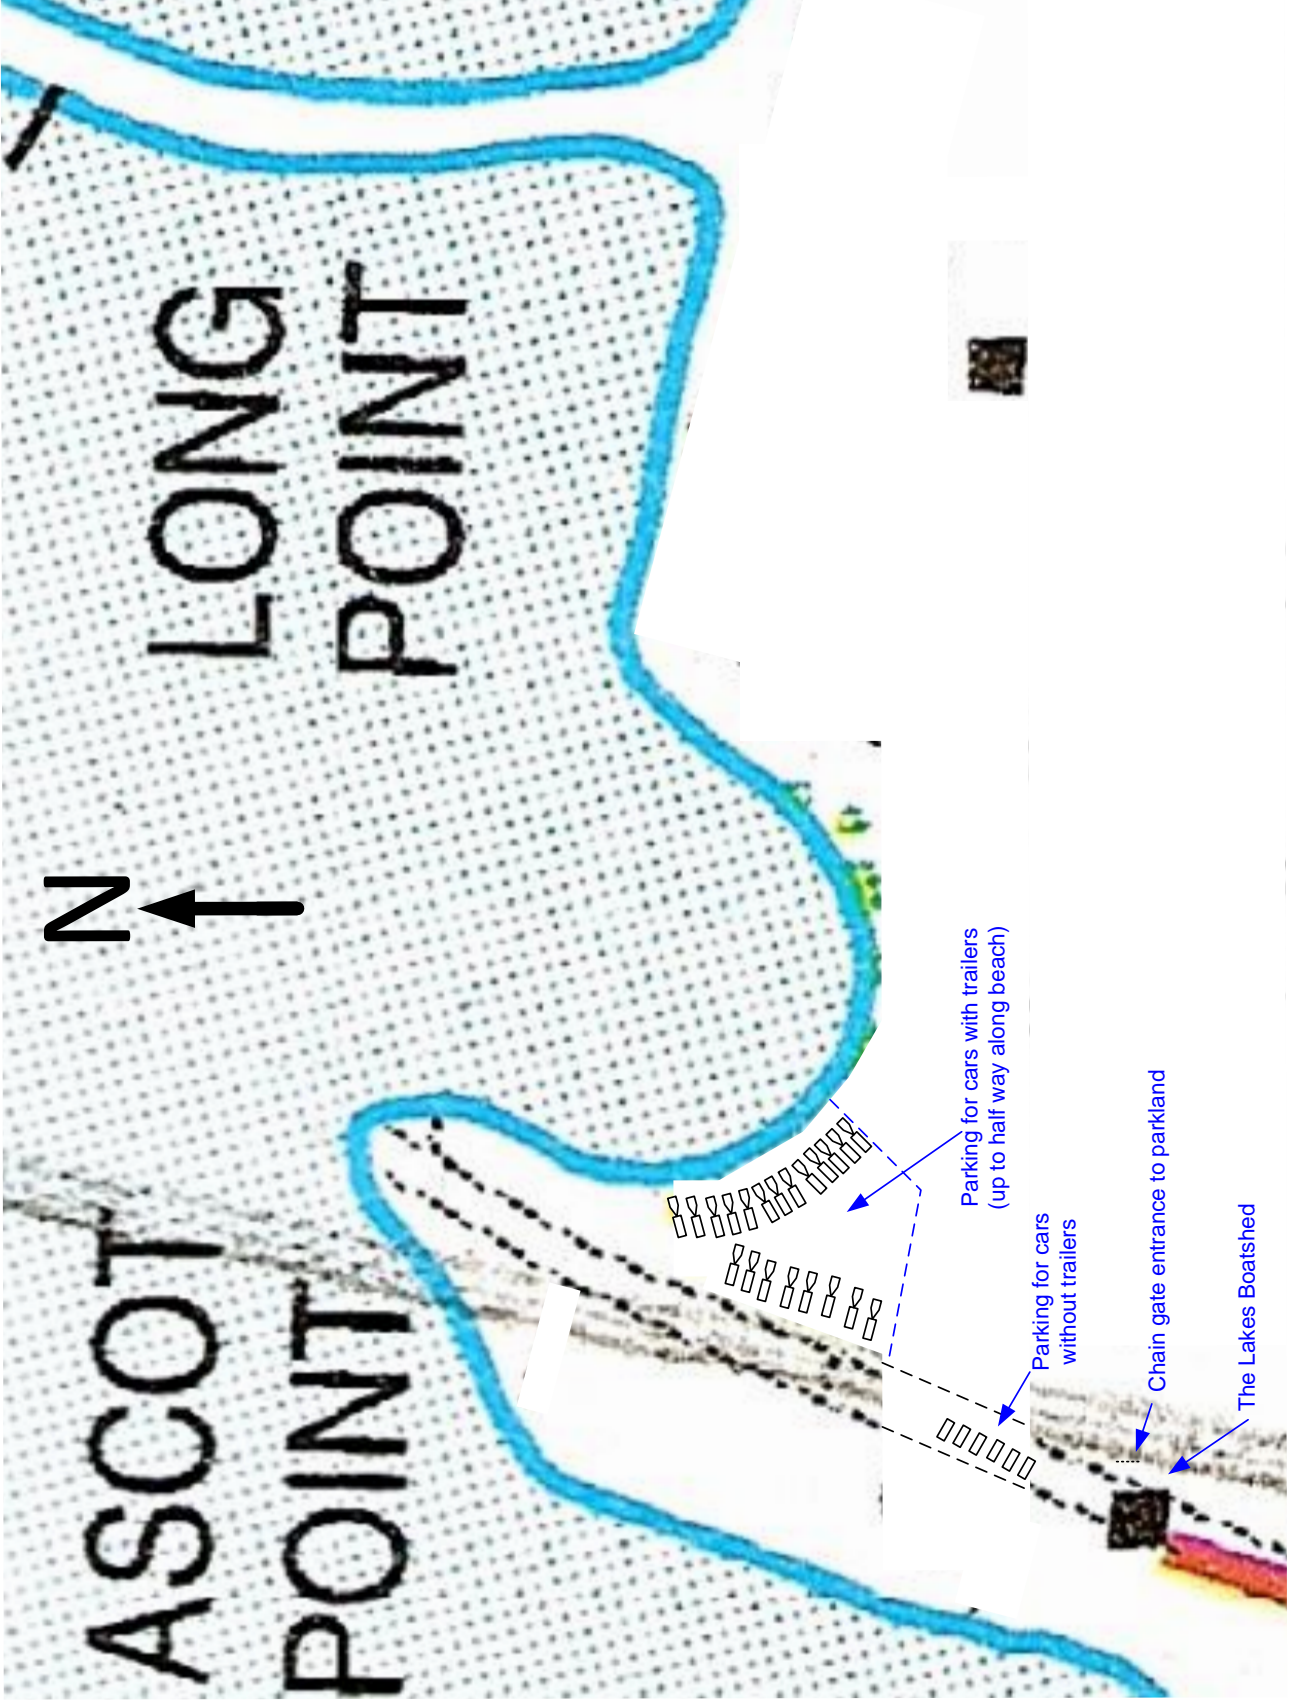 LONG
POINT
N
ASCOT
POINT
Parking for cars with trailers
(up to half way along beach)
Parking for cars
without trailers
Chain gate entrance to parkland
The Lakes Boatshed